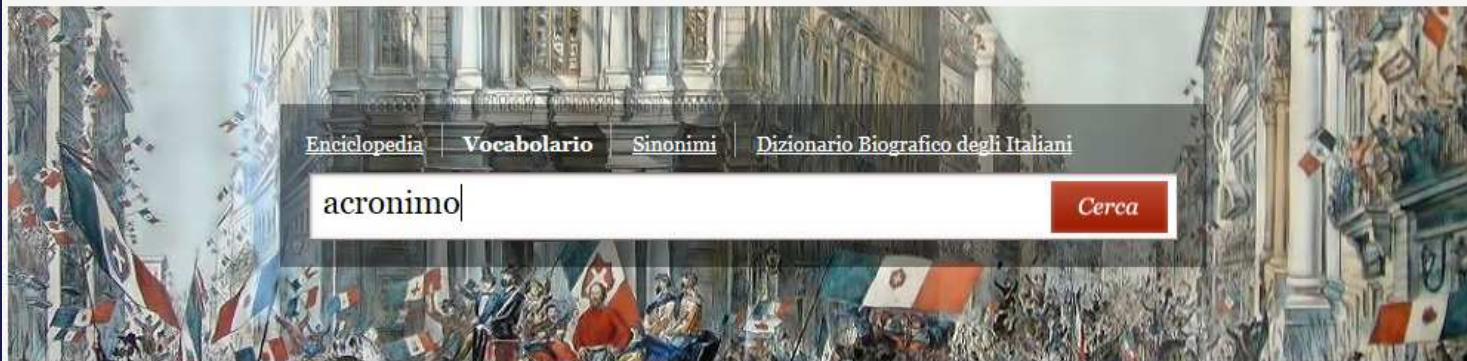 Enciclopedia Vocabolario Sinonimi Dizionario Biografico degli Italiani
acronimo Cerca